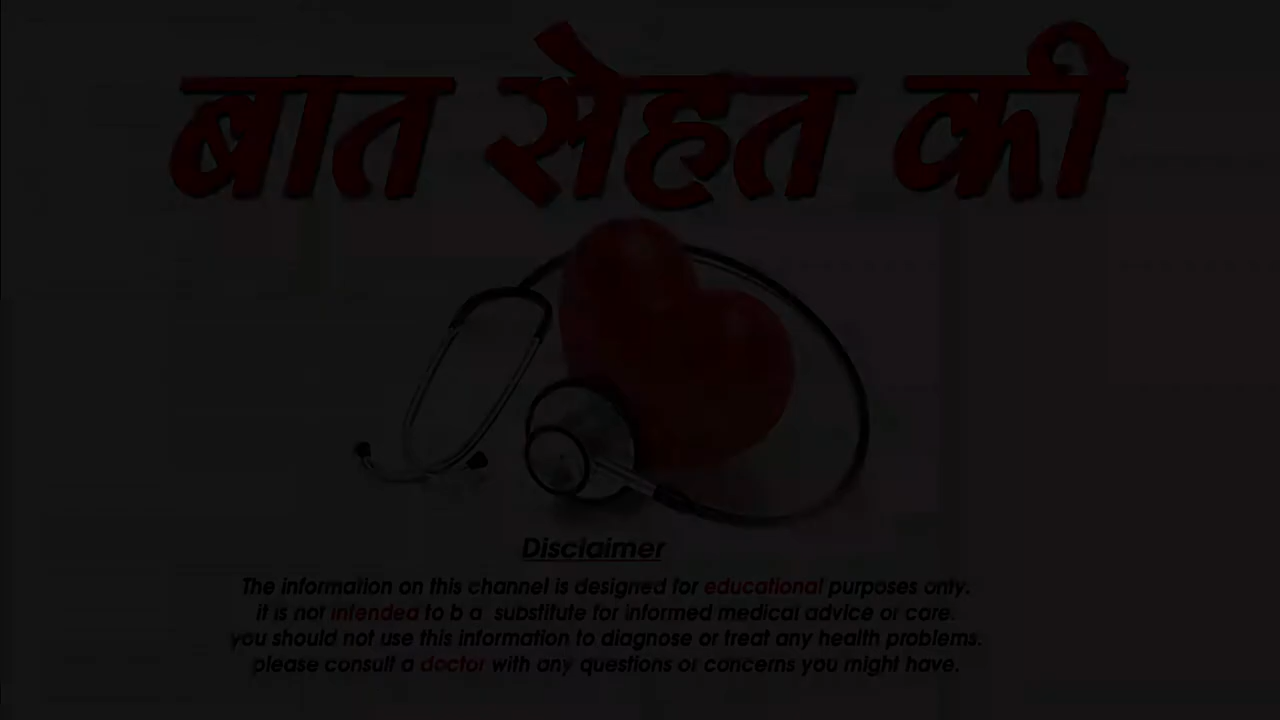 बात सेहत की
Disclaimer
The information on this channel is designed for educational purposes only.
it is not intended to b a substitute for informed medical advice or care.
you should not use this information to diagnose or treat any health problems.
please consult a doctor with any questions or concerns you might have.